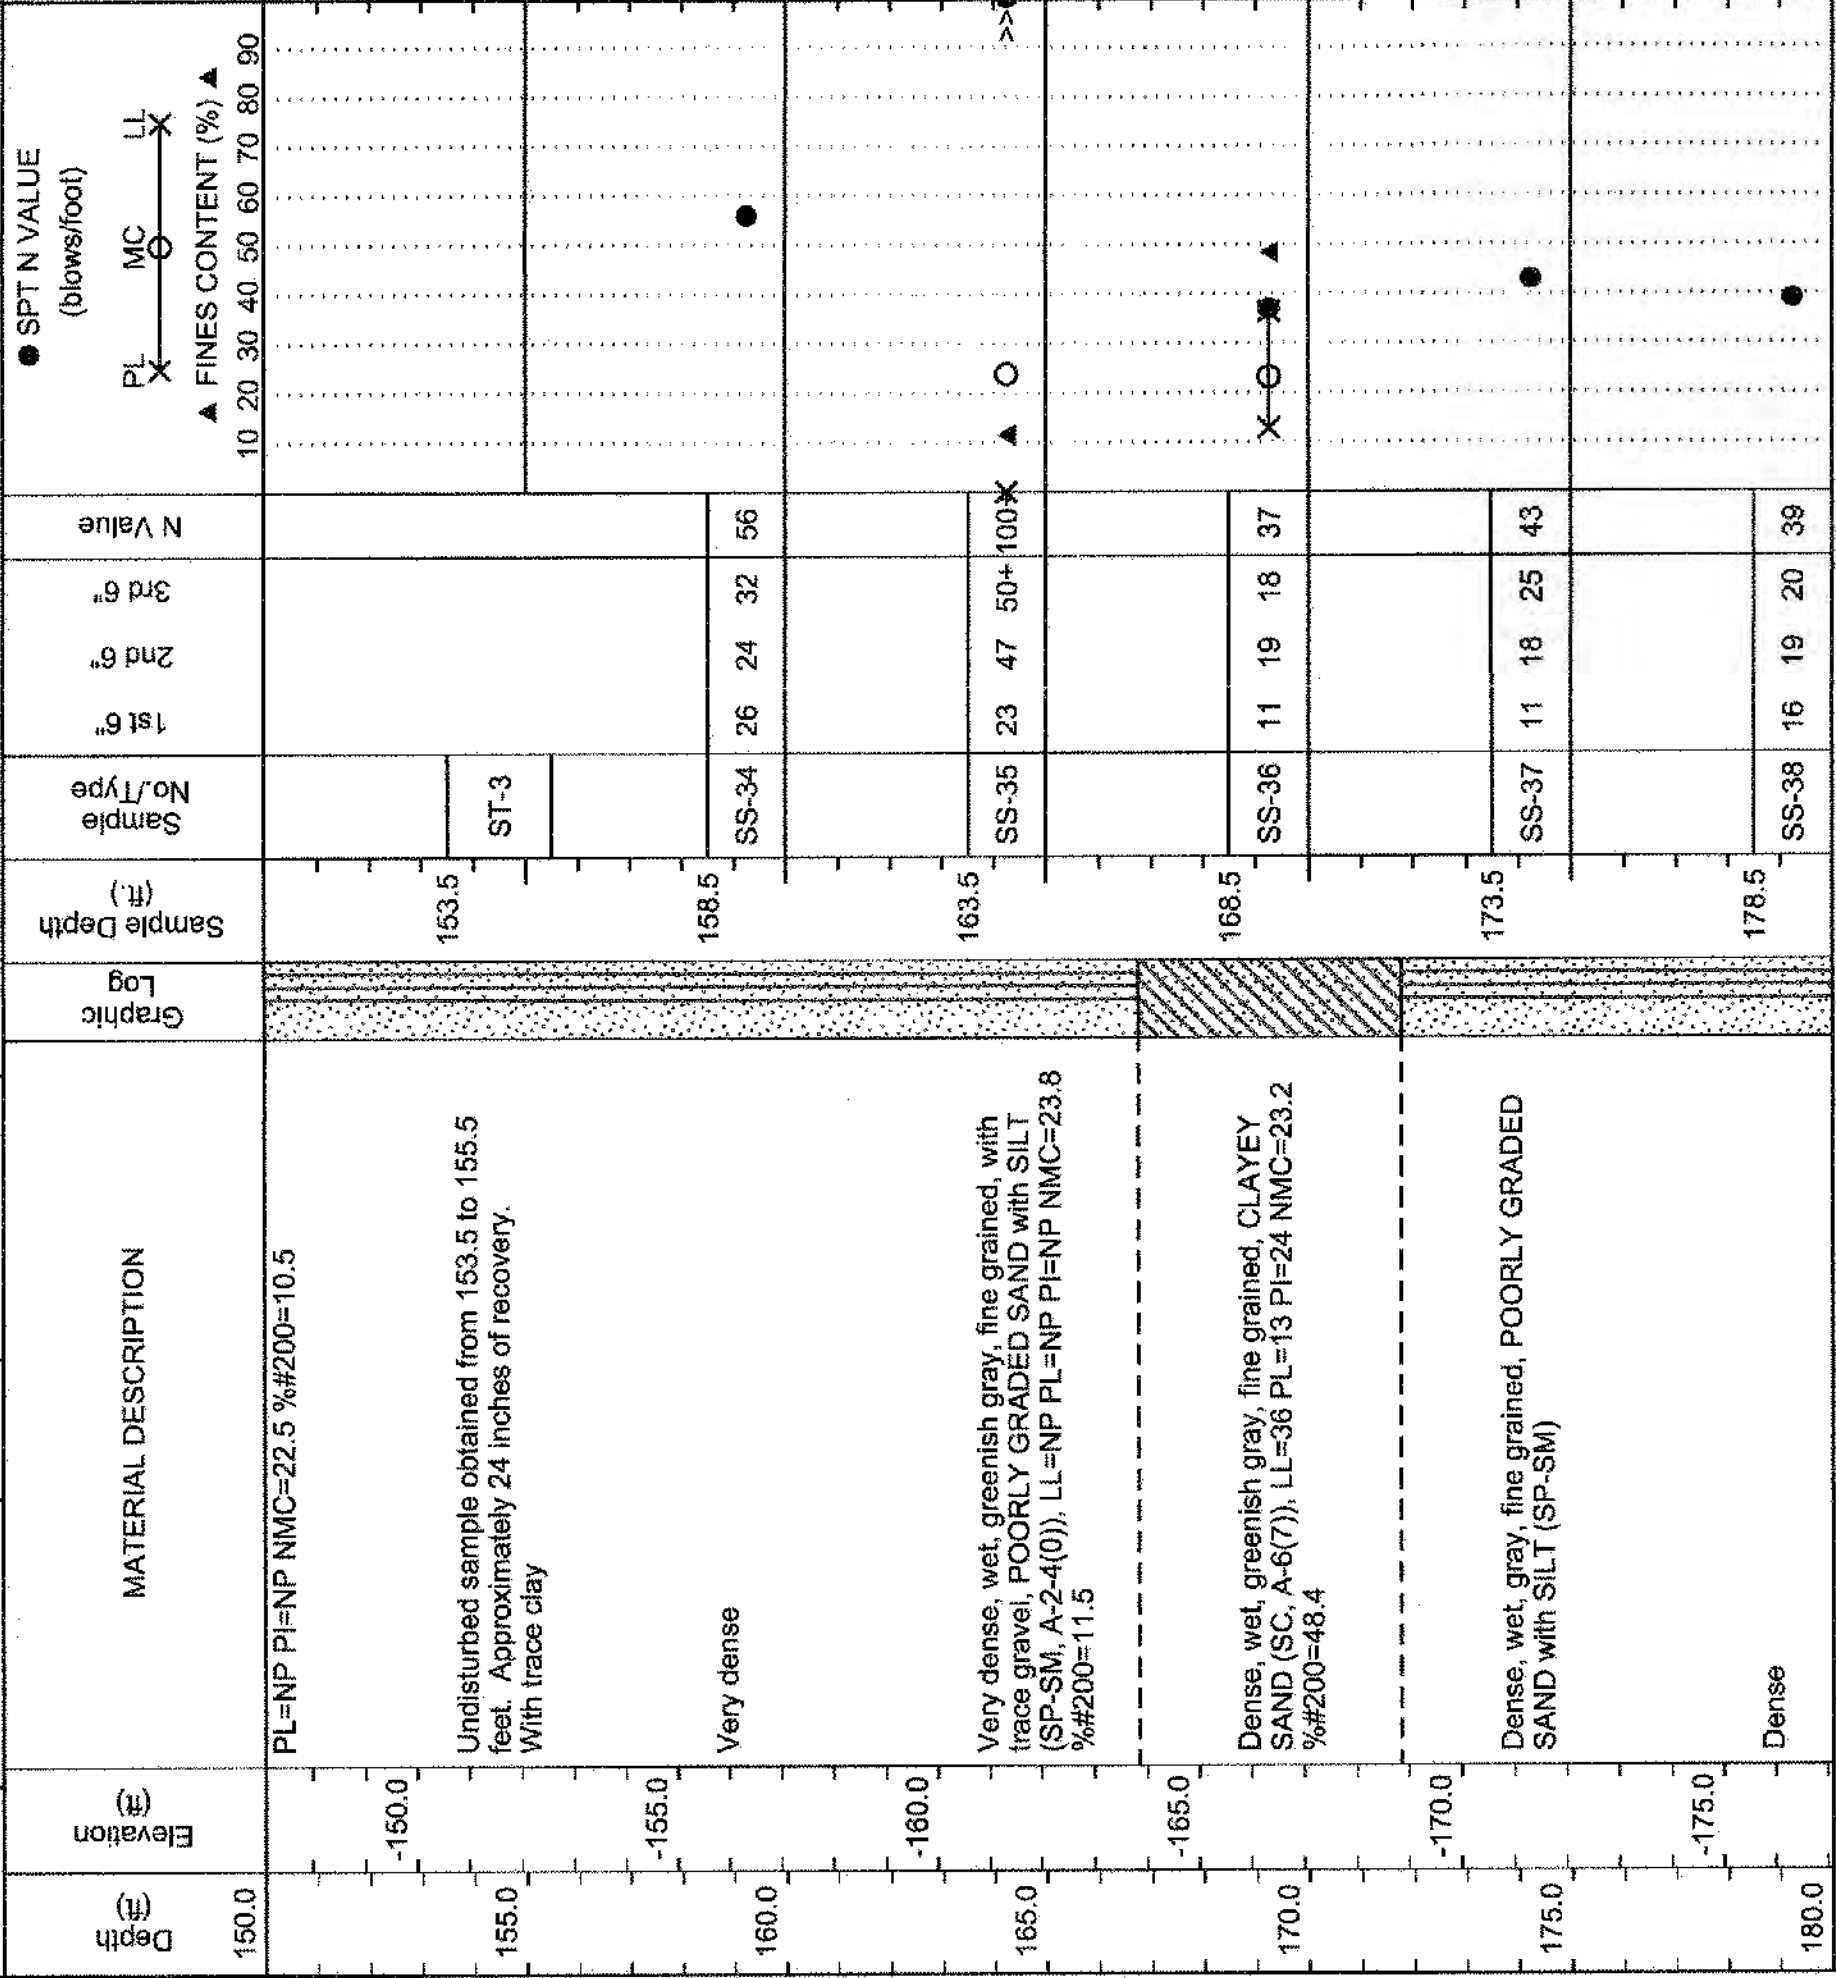 Depth
(ft)
Elevation
(ft)
MATERIAL DESCRIPTION
Graphic
Log
Sample Depth
(ft.)
Sample
No./Type
1st 6"
2nd 6"
3rd 6"
N Value
● SPT N VALUE
(blows/foot)
PL MC LL
▲ FINES CONTENT (%) ▲
10 20 30 40 50 60 70 80 90
150.0
PL=NP PI=NP NMC=22.5 %#200=10.5
-150.0
153.5
Undisturbed sample obtained from 153.5 to 155.5
feet. Approximately 24 inches of recovery.
With trace clay
ST-3
155.0
-155.0
Very dense
158.5
SS-34 26 24 32 56
160.0
-160.0
163.5
Very dense, wet, greenish gray, fine grained, with
trace gravel, POORLY GRADED SAND with SILT
(SP-SM, A-2-4(0)), LL=NP PL=NP PI=NP NMC=23.8
%#200=11.5
SS-35 23 47 50+ 100+
>>
165.0
-165.0
168.5
Dense, wet, greenish gray, fine grained, CLAYEY
SAND (SC, A-6(7)), LL=36 PL=13 PI=24 NMC=23.2
%#200=48.4
SS-36 11 19 18 37
170.0
-170.0
173.5
Dense, wet, gray, fine grained, POORLY GRADED
SAND with SILT (SP-SM)
SS-37 11 18 25 43
175.0
-175.0
Dense
178.5
SS-38 16 19 20 39
180.0